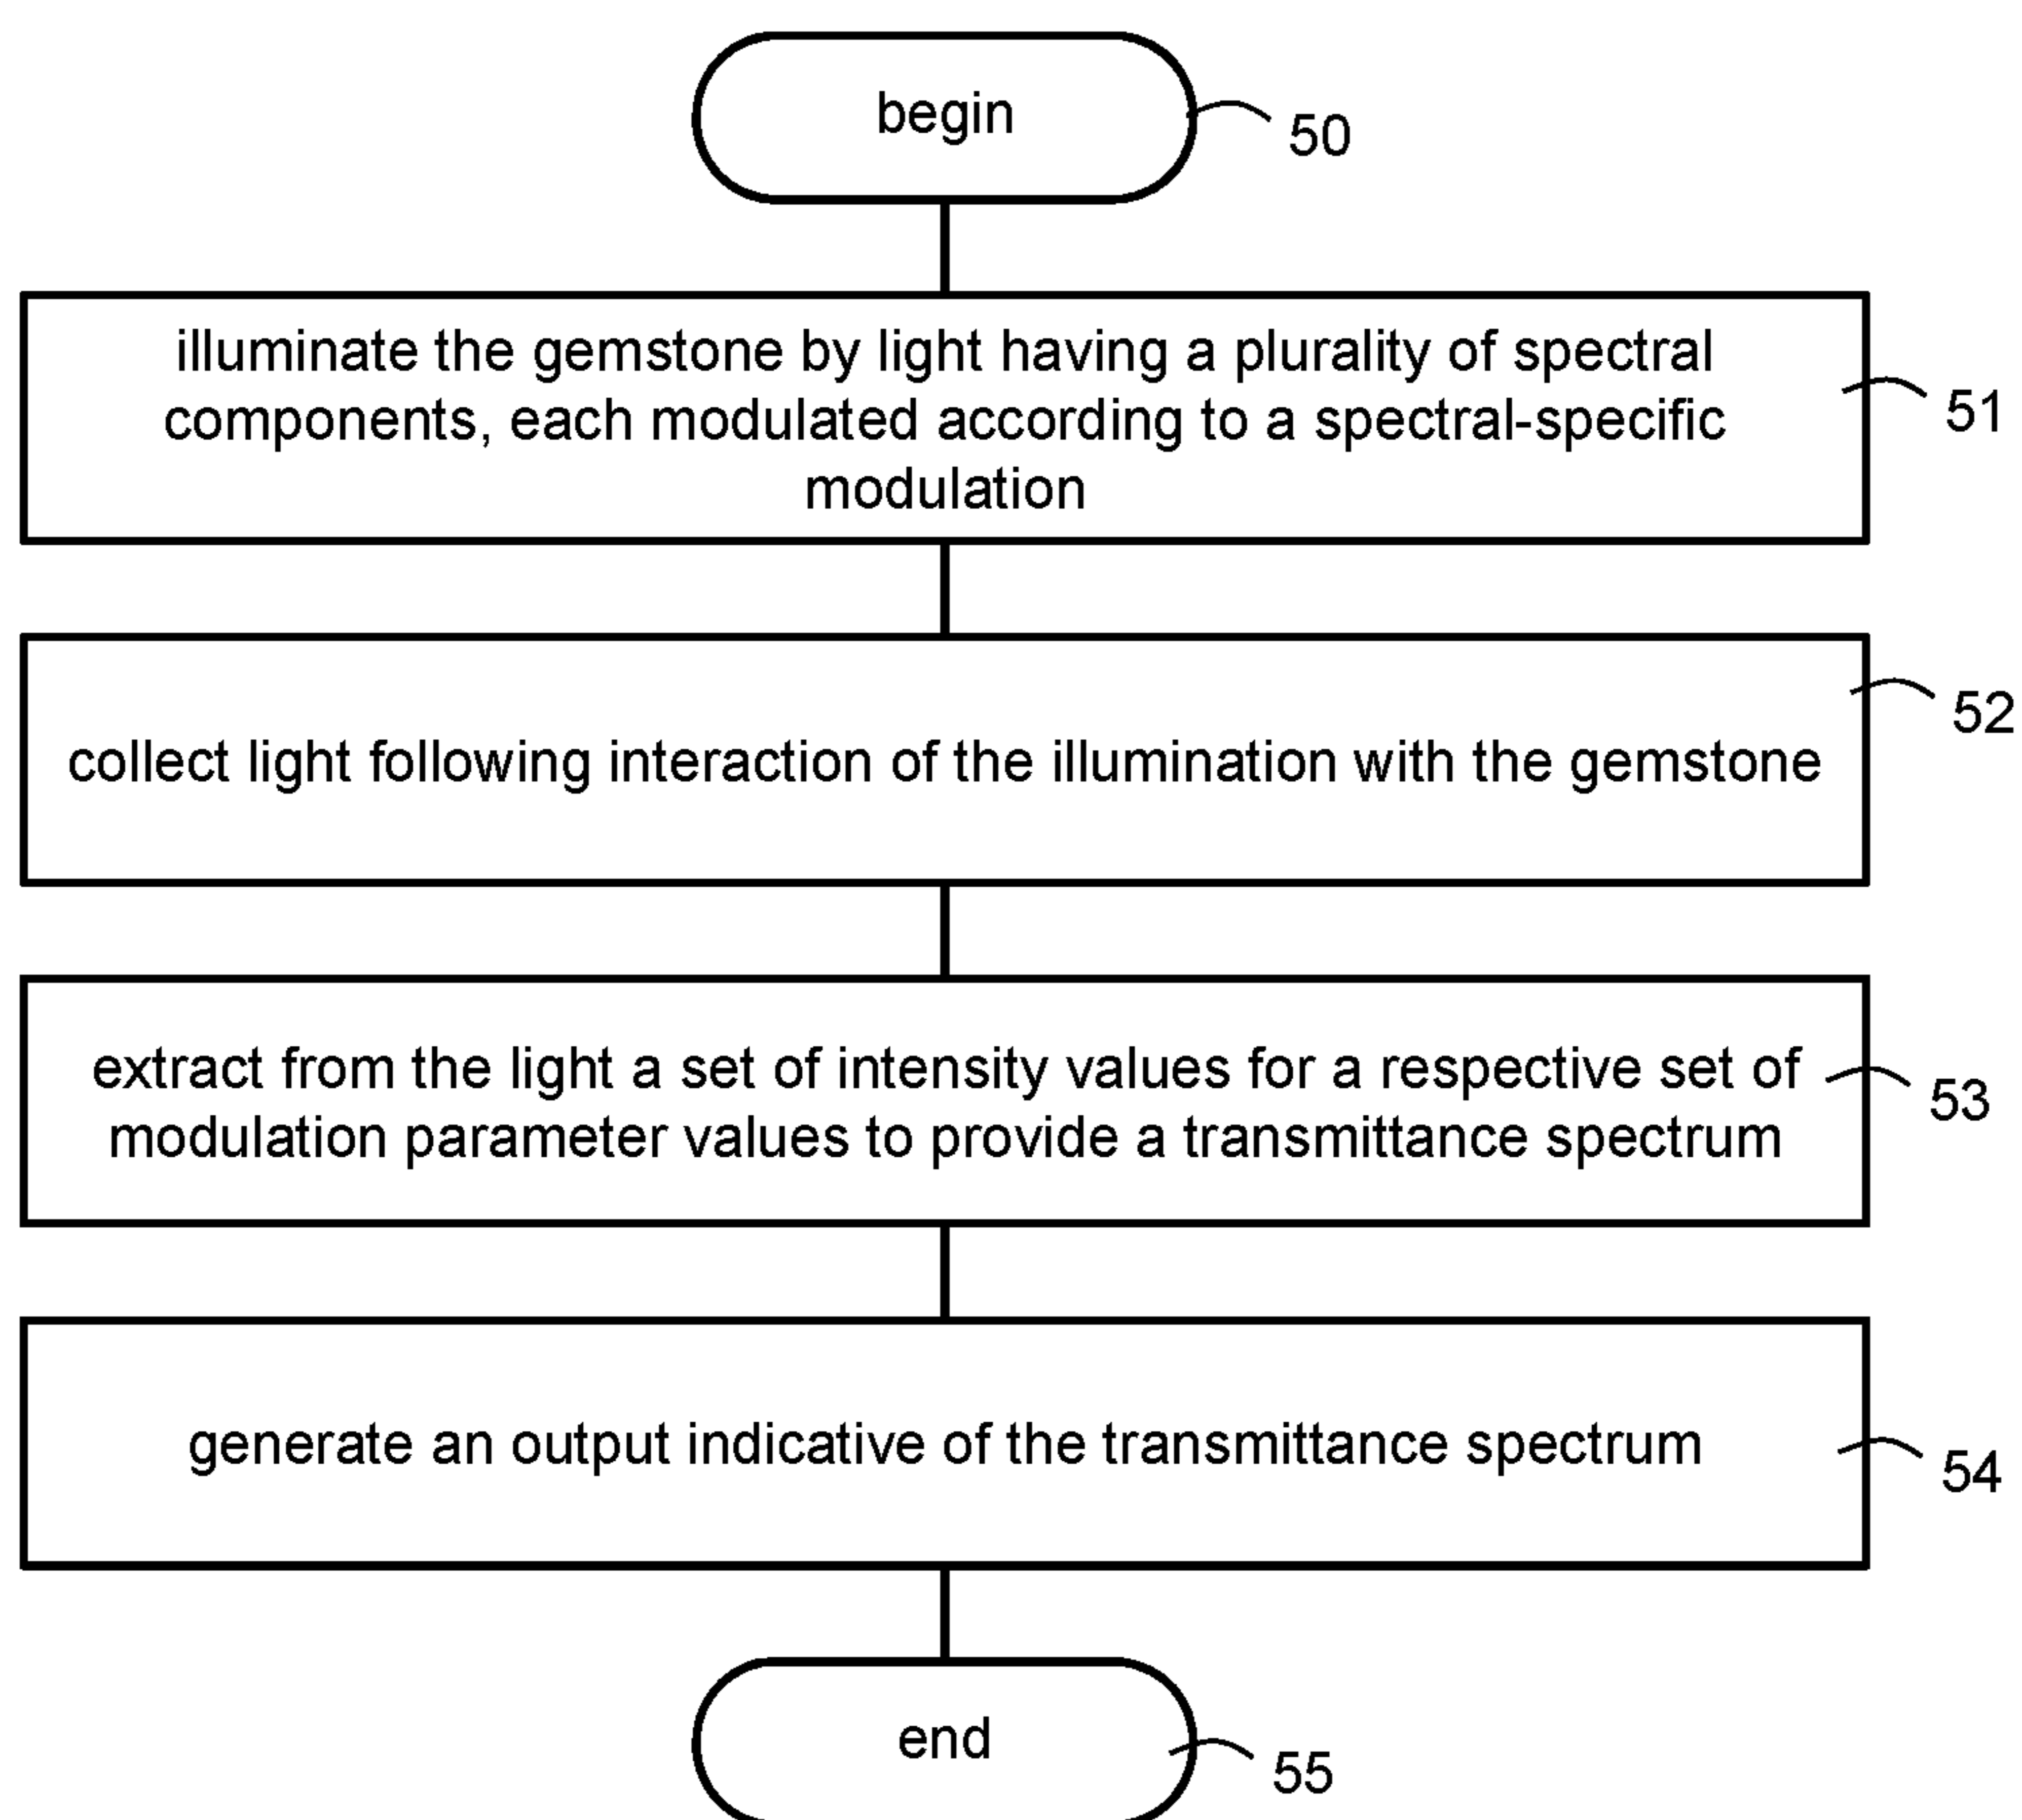 begin
50
illuminate the gemstone by light having a plurality of spectral
components, each modulated according to a spectral-specific
modulation
51
collect light following interaction of the illumination with the gemstone
52
extract from the light a set of intensity values for a respective set of
modulation parameter values to provide a transmittance spectrum
53
generate an output indicative of the transmittance spectrum
54
end
55